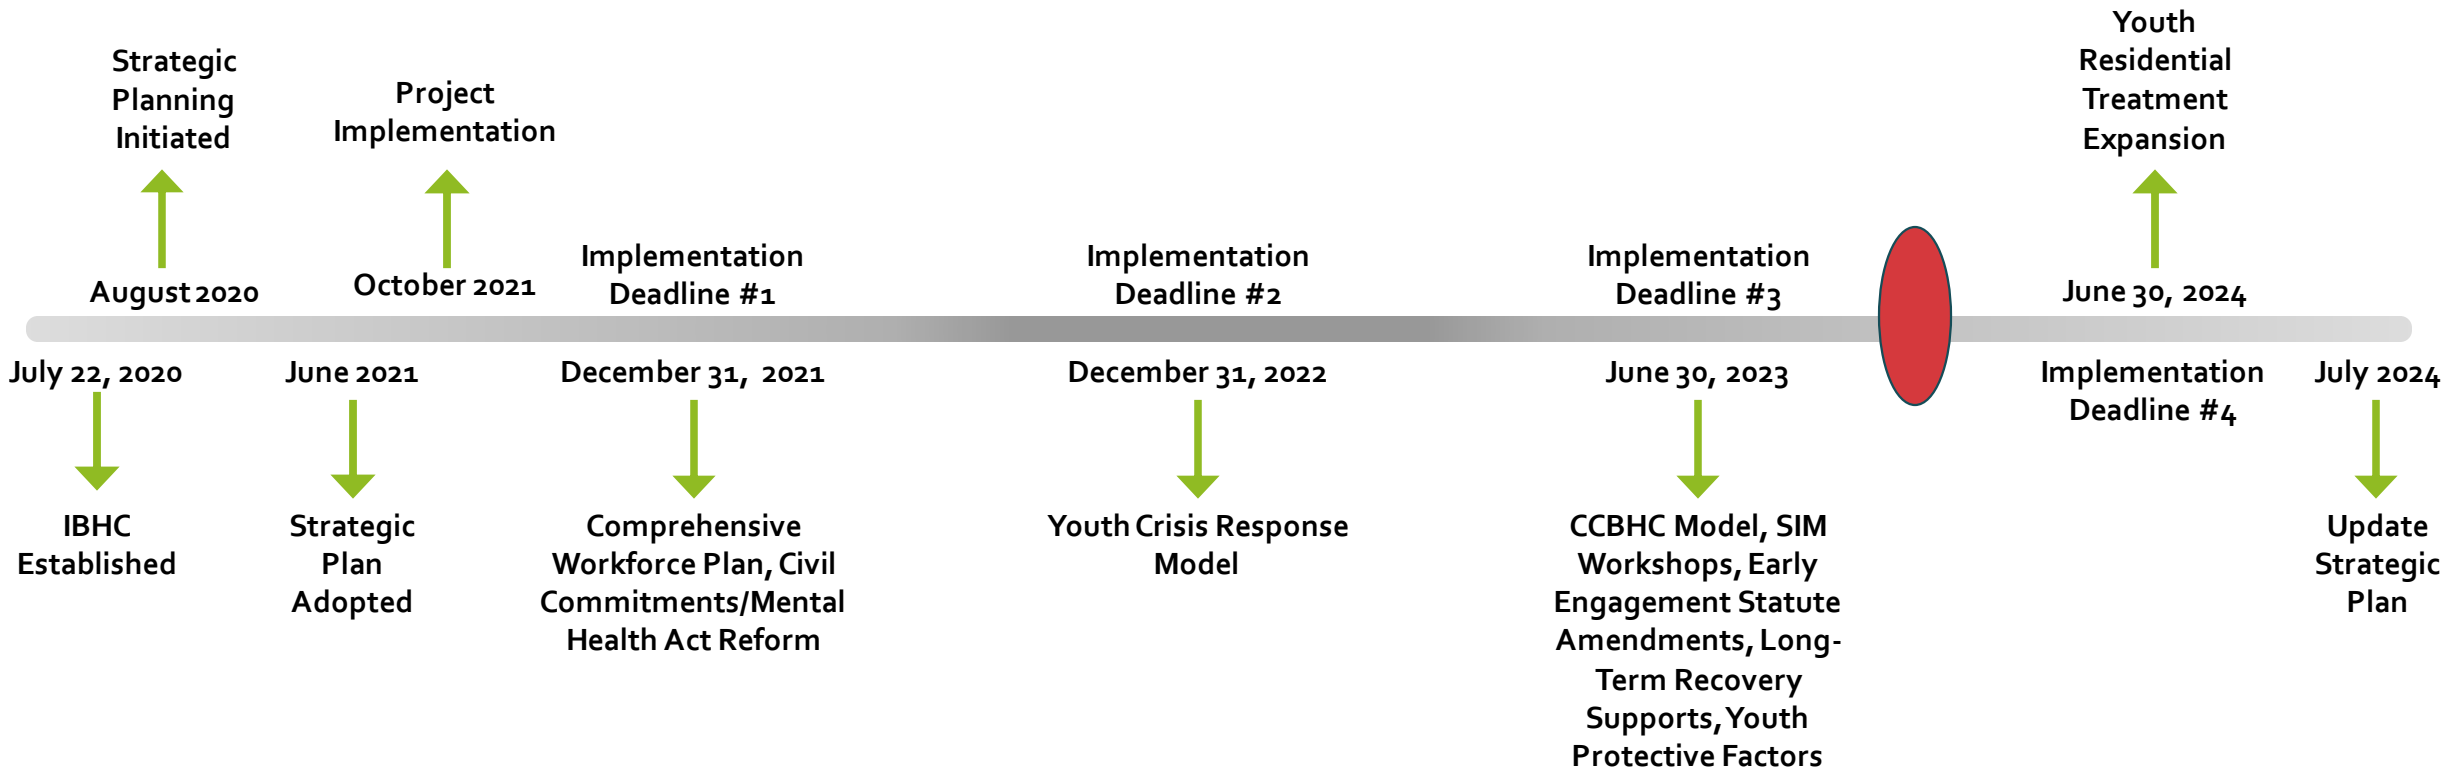 Strategic
Planning
Initiated
August 2020
Project
Implementation
October 2021
Implementation
Deadline #1
Implementation
Deadline #2
Implementation
Deadline #3
Youth
Residential
Treatment
Expansion
June 30, 2024
July 22, 2020
IBHC
Established
June 2021
Strategic
Plan
Adopted
December 31, 2021
Comprehensive
Workforce Plan, Civil
Commitments/Mental
Health Act Reform
December 31, 2022
Youth Crisis Response
Model
June 30, 2023
CCBHC Model, SIM
Workshops, Early
Engagement Statute
Amendments, Long-
Term Recovery
Supports, Youth
Protective Factors
Implementation
Deadline #4
July 2024
Update
Strategic
Plan